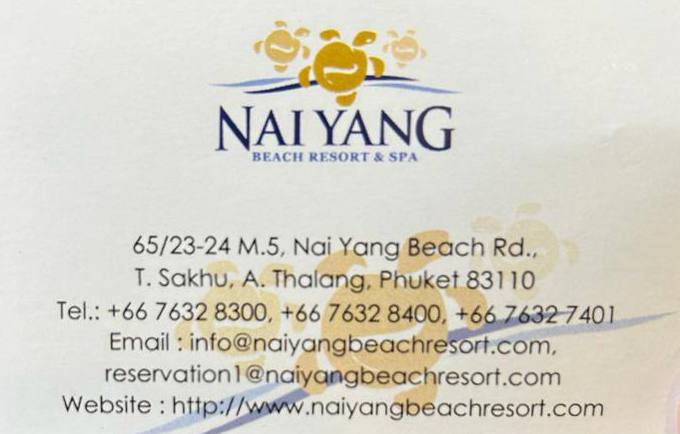 NAI YANG
BEACH RESORT & SPA
65/23-24 M.5, Nai Yang Beach Rd.,
T. Sakhu, A. Thalang, Phuket 83110
Tel.: +66 7632 8300, +66 7632 8400, +66 7632 7401
Email : info@naiyangbeachresort.com,
reservation1@naiyangbeachresort.com
Website : http://www.naiyangbeachresort.com